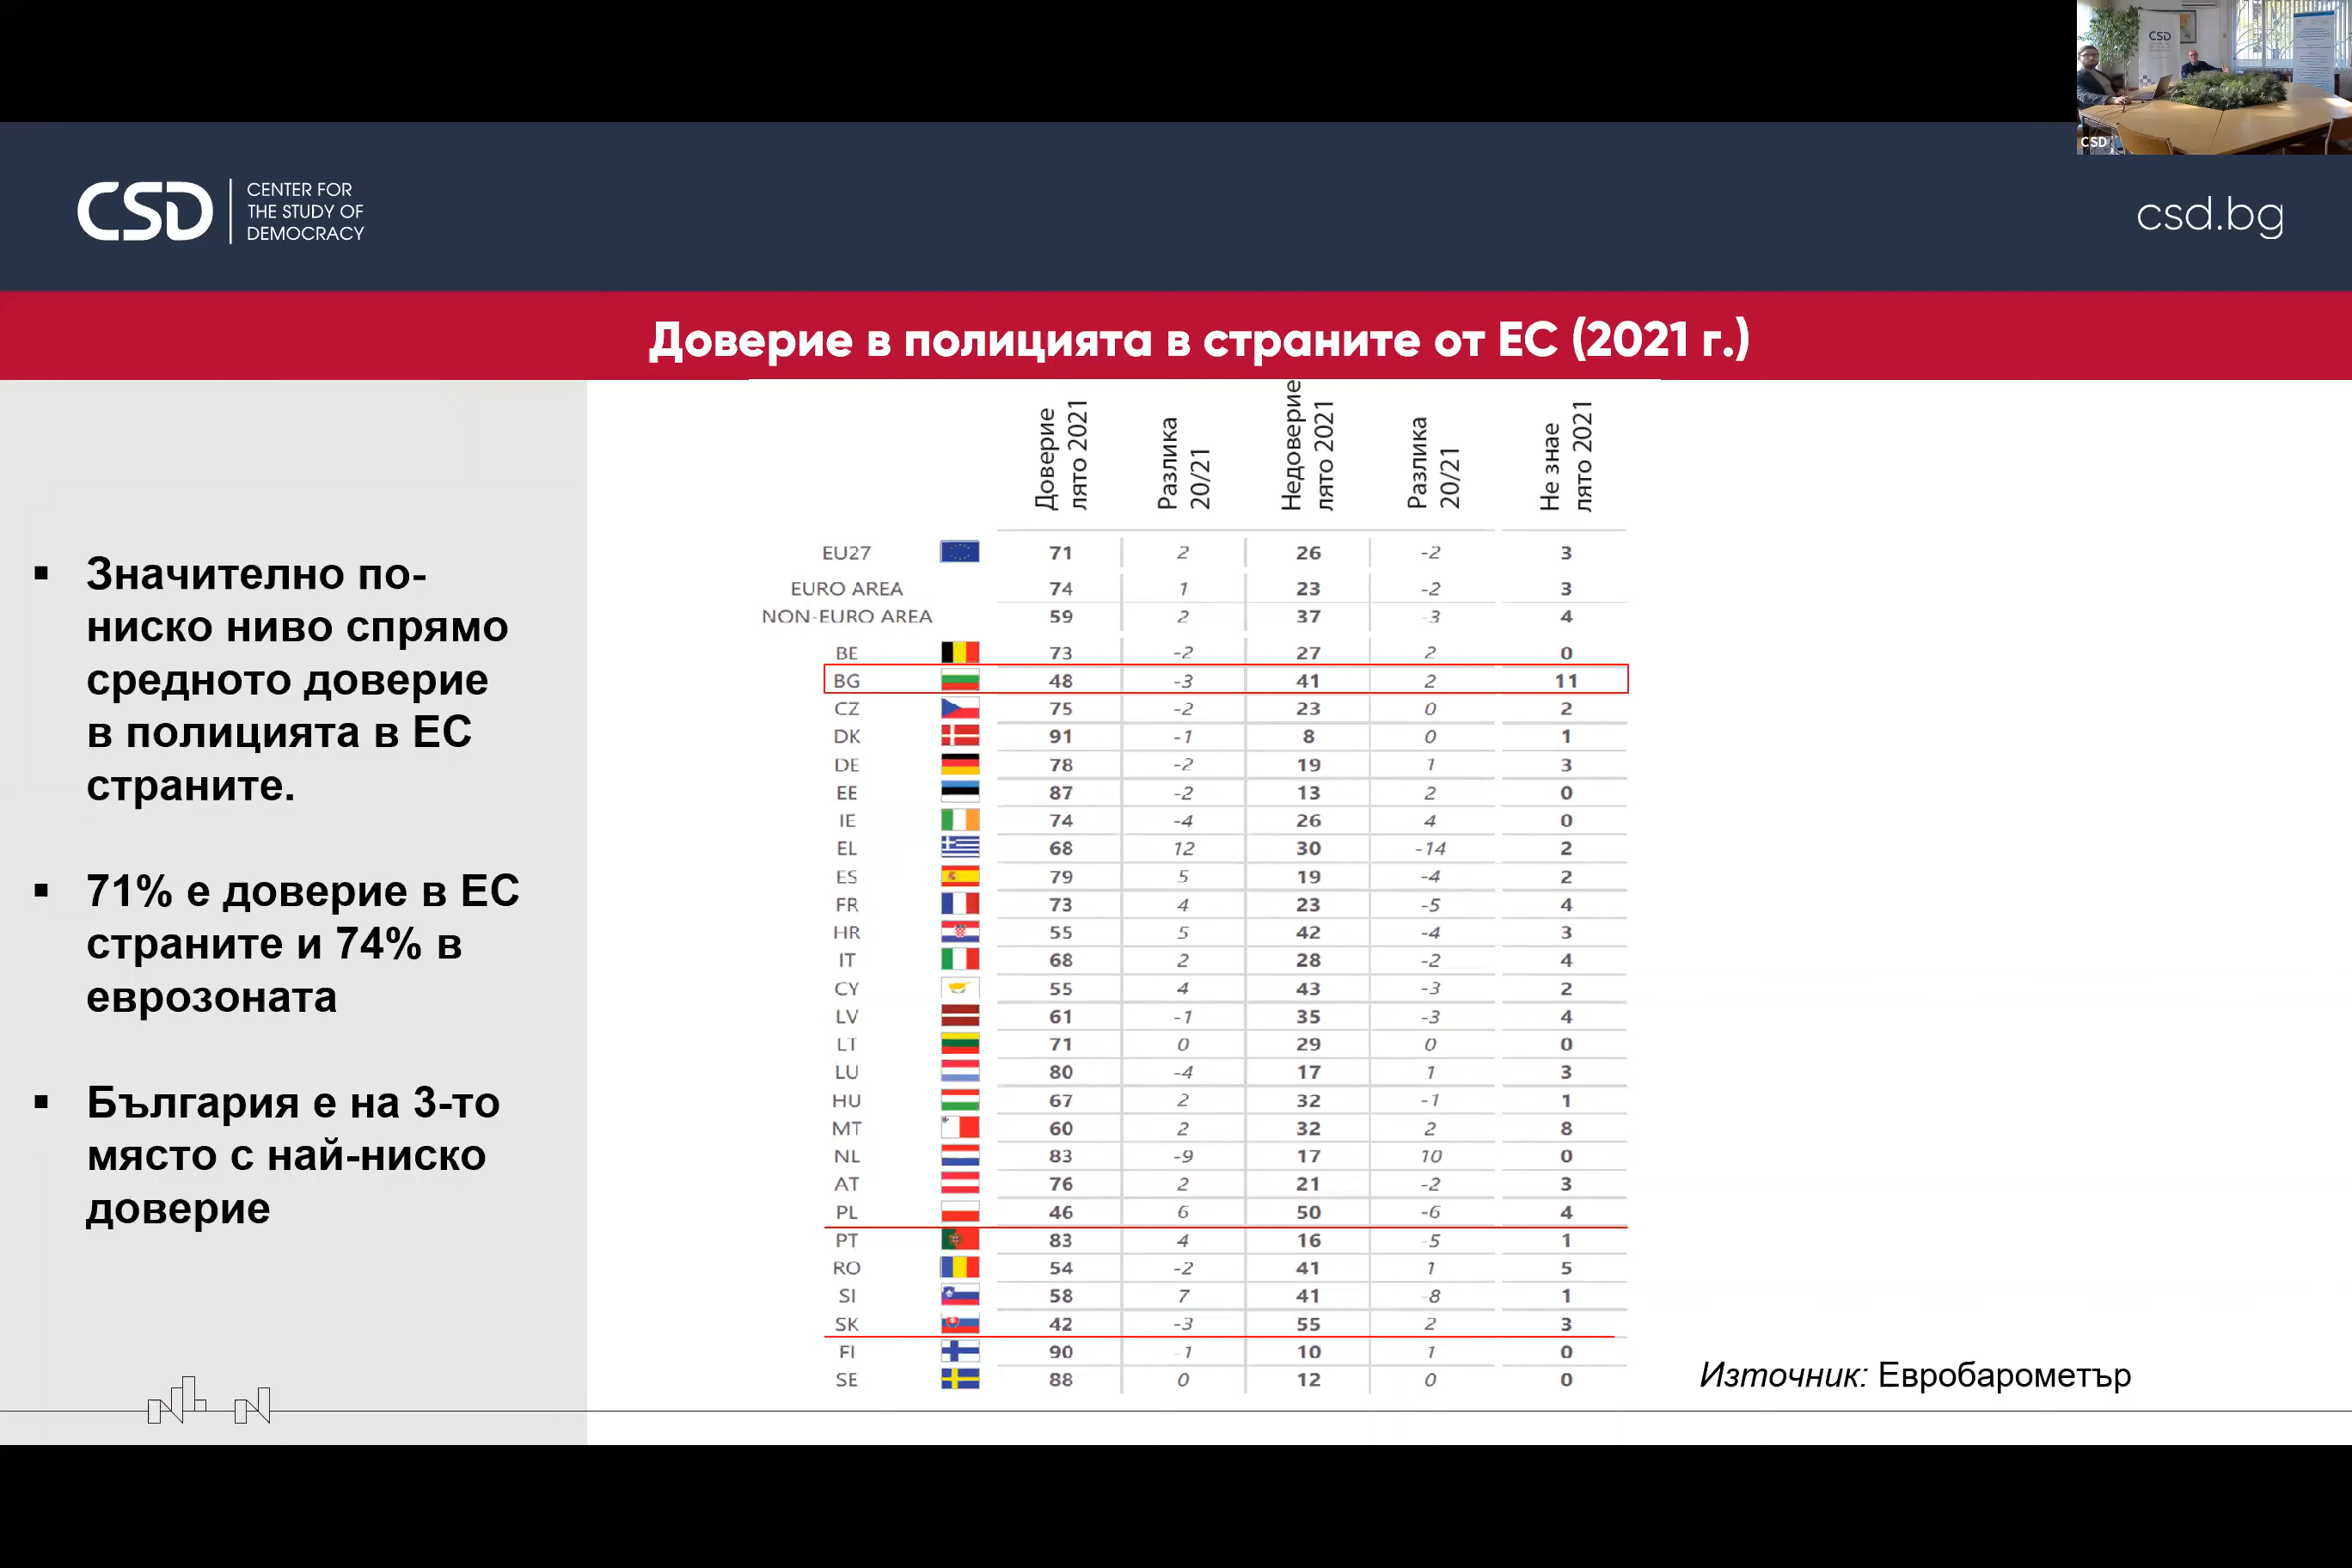 CSD
CSD
CENTER FOR
THE STUDY OF
DEMOCRACY
csd.bg
Доверие в полицията в страните от ЕС (2021 г.)
Значително по-
ниско ниво спрямо
средното доверие
в полицията в ЕС
страните.
71% е доверие в ЕС
страните и 74% в
еврозоната
България е на 3-то
място с най-ниско
доверие
Доверие лято 2021 Разлика 20/21 Недоверие лято 2021 Разлика 20/21 Не знае лято 2021
EU27 71 2 26 -2 3
EURO AREA 74 1 23 -2 3
NON-EURO AREA 59 2 37 -3 4
BE 73 -2 27 2 0
BG 48 -3 41 2 11
CZ 75 -2 23 0 2
DK 91 -1 8 0 1
DE 78 -2 19 1 3
EE 87 -2 13 2 0
IE 74 -4 26 4 0
EL 68 12 30 -14 2
ES 79 5 19 -4 2
FR 73 4 23 -5 4
HR 55 5 42 -4 3
IT 68 2 28 -2 4
CY 55 4 43 -3 2
LV 61 -1 35 -3 4
LT 71 0 29 0 0
LU 80 -4 17 1 3
HU 67 2 32 -1 1
MT 60 2 32 2 8
NL 83 -9 17 10 0
AT 76 2 21 -2 3
PL 46 6 50 -6 4
PT 83 4 16 -5 1
RO 54 -2 41 1 5
SI 58 7 41 -8 1
SK 42 -3 55 2 3
FI 90 -1 10 1 0
SE 88 0 12 0 0
Източник: Евробарометър